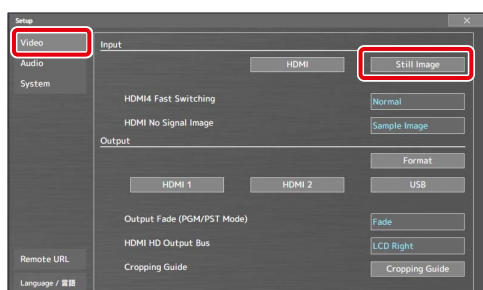 Setup
Video
Audio
System
Remote URL
Language / 言語
Input
HDMI
Still Image
HDMI4 Fast Switching
Normal
HDMI No Signal Image
Sample Image
Output
Format
HDMI 1
HDMI 2
USB
Output Fade (PGM/PST Mode)
Fade
HDMI HD Output Bus
LCD Right
Cropping Guide
Cropping Guide